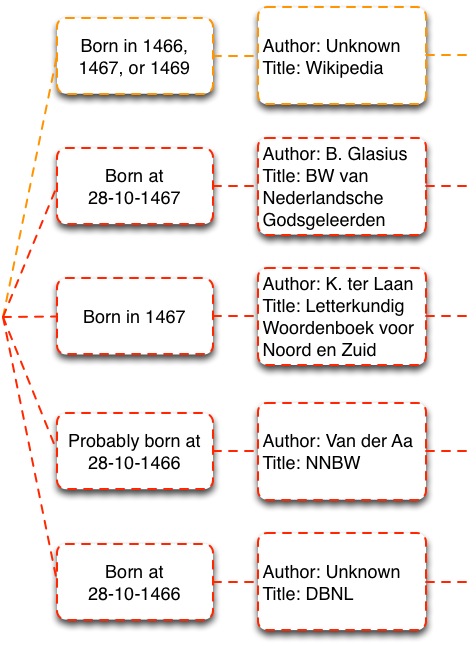 Born in 1466,
1467, or 1469
Author: Unknown
Title: Wikipedia
Born at
28-10-1467
Author: B. Glasius
Title: BW van
Nederlandsche
Godsgeleerden
Born in 1467
Author: K. ter Laan
Title: Letterkundig
Woordenboek voor
Noord en Zuid
Probably born at
28-10-1466
Author: Van der Aa
Title: NNBW
Born at
28-10-1466
Author: Unknown
Title: DBNL